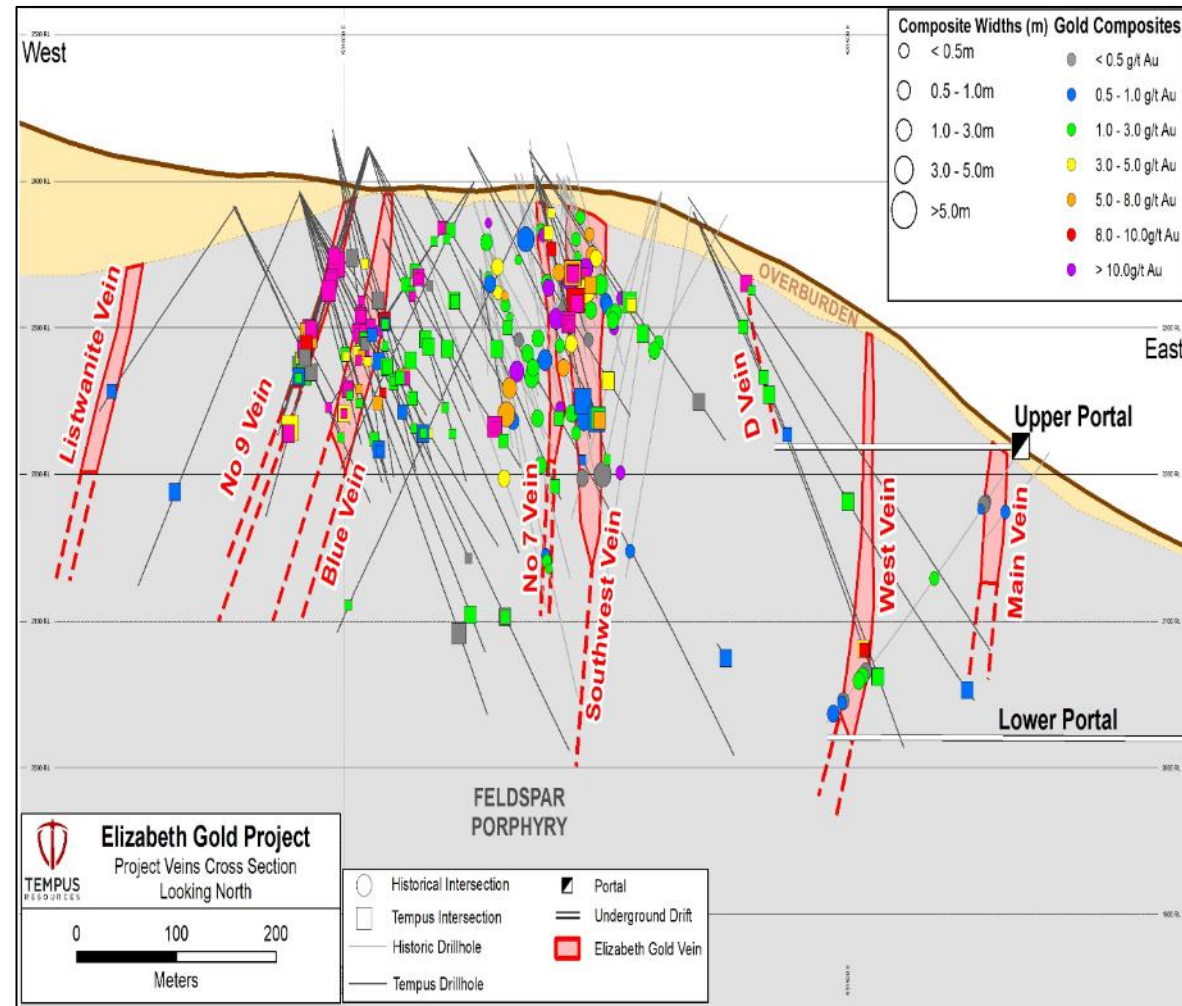 West
2500 RL
Composite Widths (m)
< 0.5m
0.5 - 1.0m
1.0 - 3.0m
3.0 - 5.0m
>5.0m
Gold Composites
< 0.5 g/t Au
0.5 - 1.0 g/t Au
1.0 - 3.0 g/t Au
3.0 - 5.0 g/t Au
5.0 - 8.0 g/t Au
8.0 - 10.0g/t Au
> 10.0g/t Au
2400 RL
OVERBURDEN
East
Listwanite Vein
No 9 Vein
Blue Vein
No 7 Vein
Southwest Vein
D Vein
West Vein
Main Vein
Upper Portal
Lower Portal
FELDSPAR
PORPHYRY
TEMPUS
RESOURCES
Elizabeth Gold Project
Project Veins Cross Section
Looking North
0 100 200
Meters
Historical Intersection
Tempus Intersection
Historic Drillhole
Tempus Drillhole
Portal
Underground Drift
Elizabeth Gold Vein